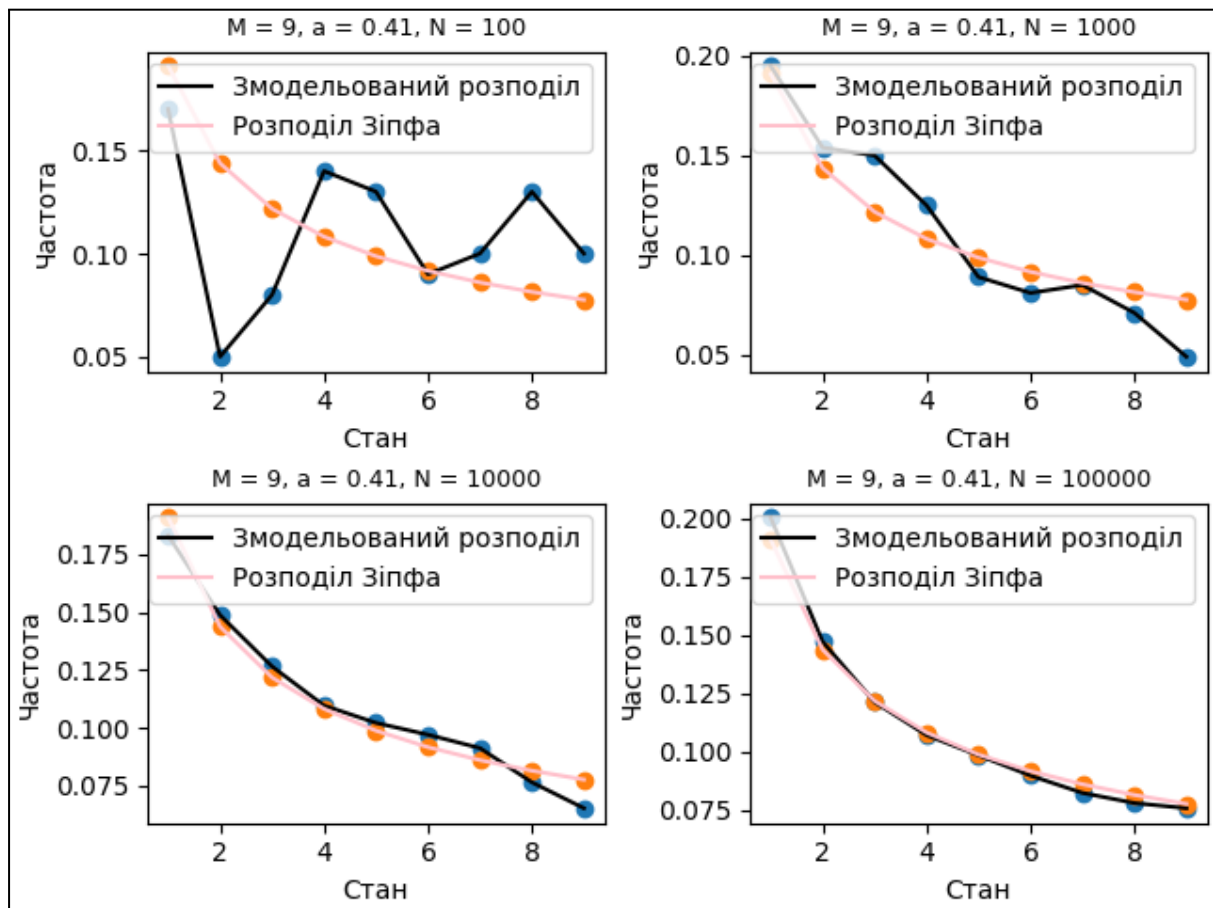 M = 9, a = 0.41, N = 100
Змодельований розподіл
Розподіл Зіпфа
0.15
0.10
0.05
Частота
2 4 6 8
Стан
M = 9, a = 0.41, N = 1000
0.20
Змодельований розподіл
Розподіл Зіпфа
0.15
0.10
0.05
Частота
2 4 6 8
Стан
M = 9, a = 0.41, N = 10000
Змодельований розподіл
Розподіл Зіпфа
0.175
0.150
0.125
0.100
0.075
Частота
2 4 6 8
Стан
M = 9, a = 0.41, N = 100000
0.200
Змодельований розподіл
Розподіл Зіпфа
0.175
0.150
0.125
0.100
0.075
Частота
2 4 6 8
Стан